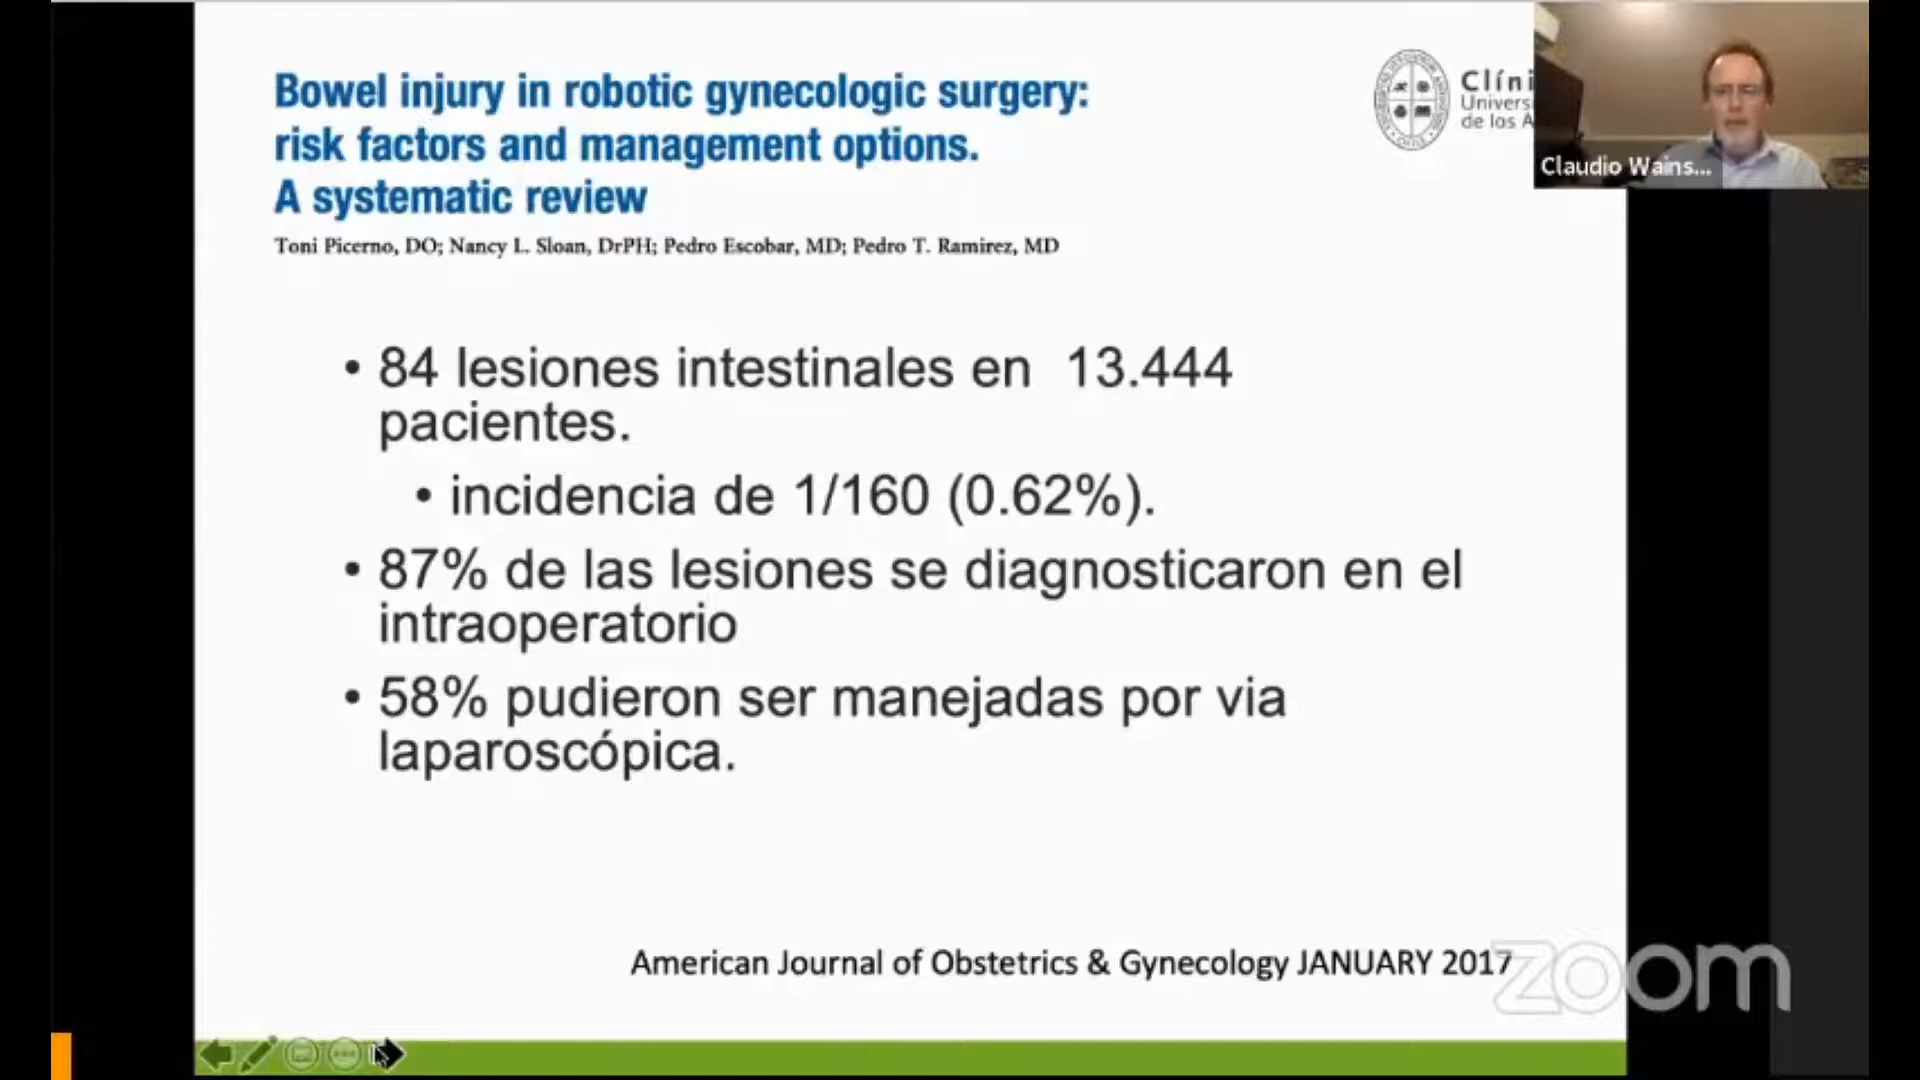 Bowel injury in robotic gynecologic surgery:
risk factors and management options.
A systematic review
Toni Picerno, DO; Nancy L. Sloan, DrPH; Pedro Escobar, MD; Pedro T. Ramirez, MD
Clíni
Univers
de los A
Claudio Wains...
• 84 lesiones intestinales en 13.444
pacientes.
• incidencia de 1/160 (0.62%).
• 87% de las lesiones se diagnosticaron en el
intraoperatorio
• 58% pudieron ser manejadas por via
laparoscópica.
American Journal of Obstetrics & Gynecology JANUARY 2017
zoom